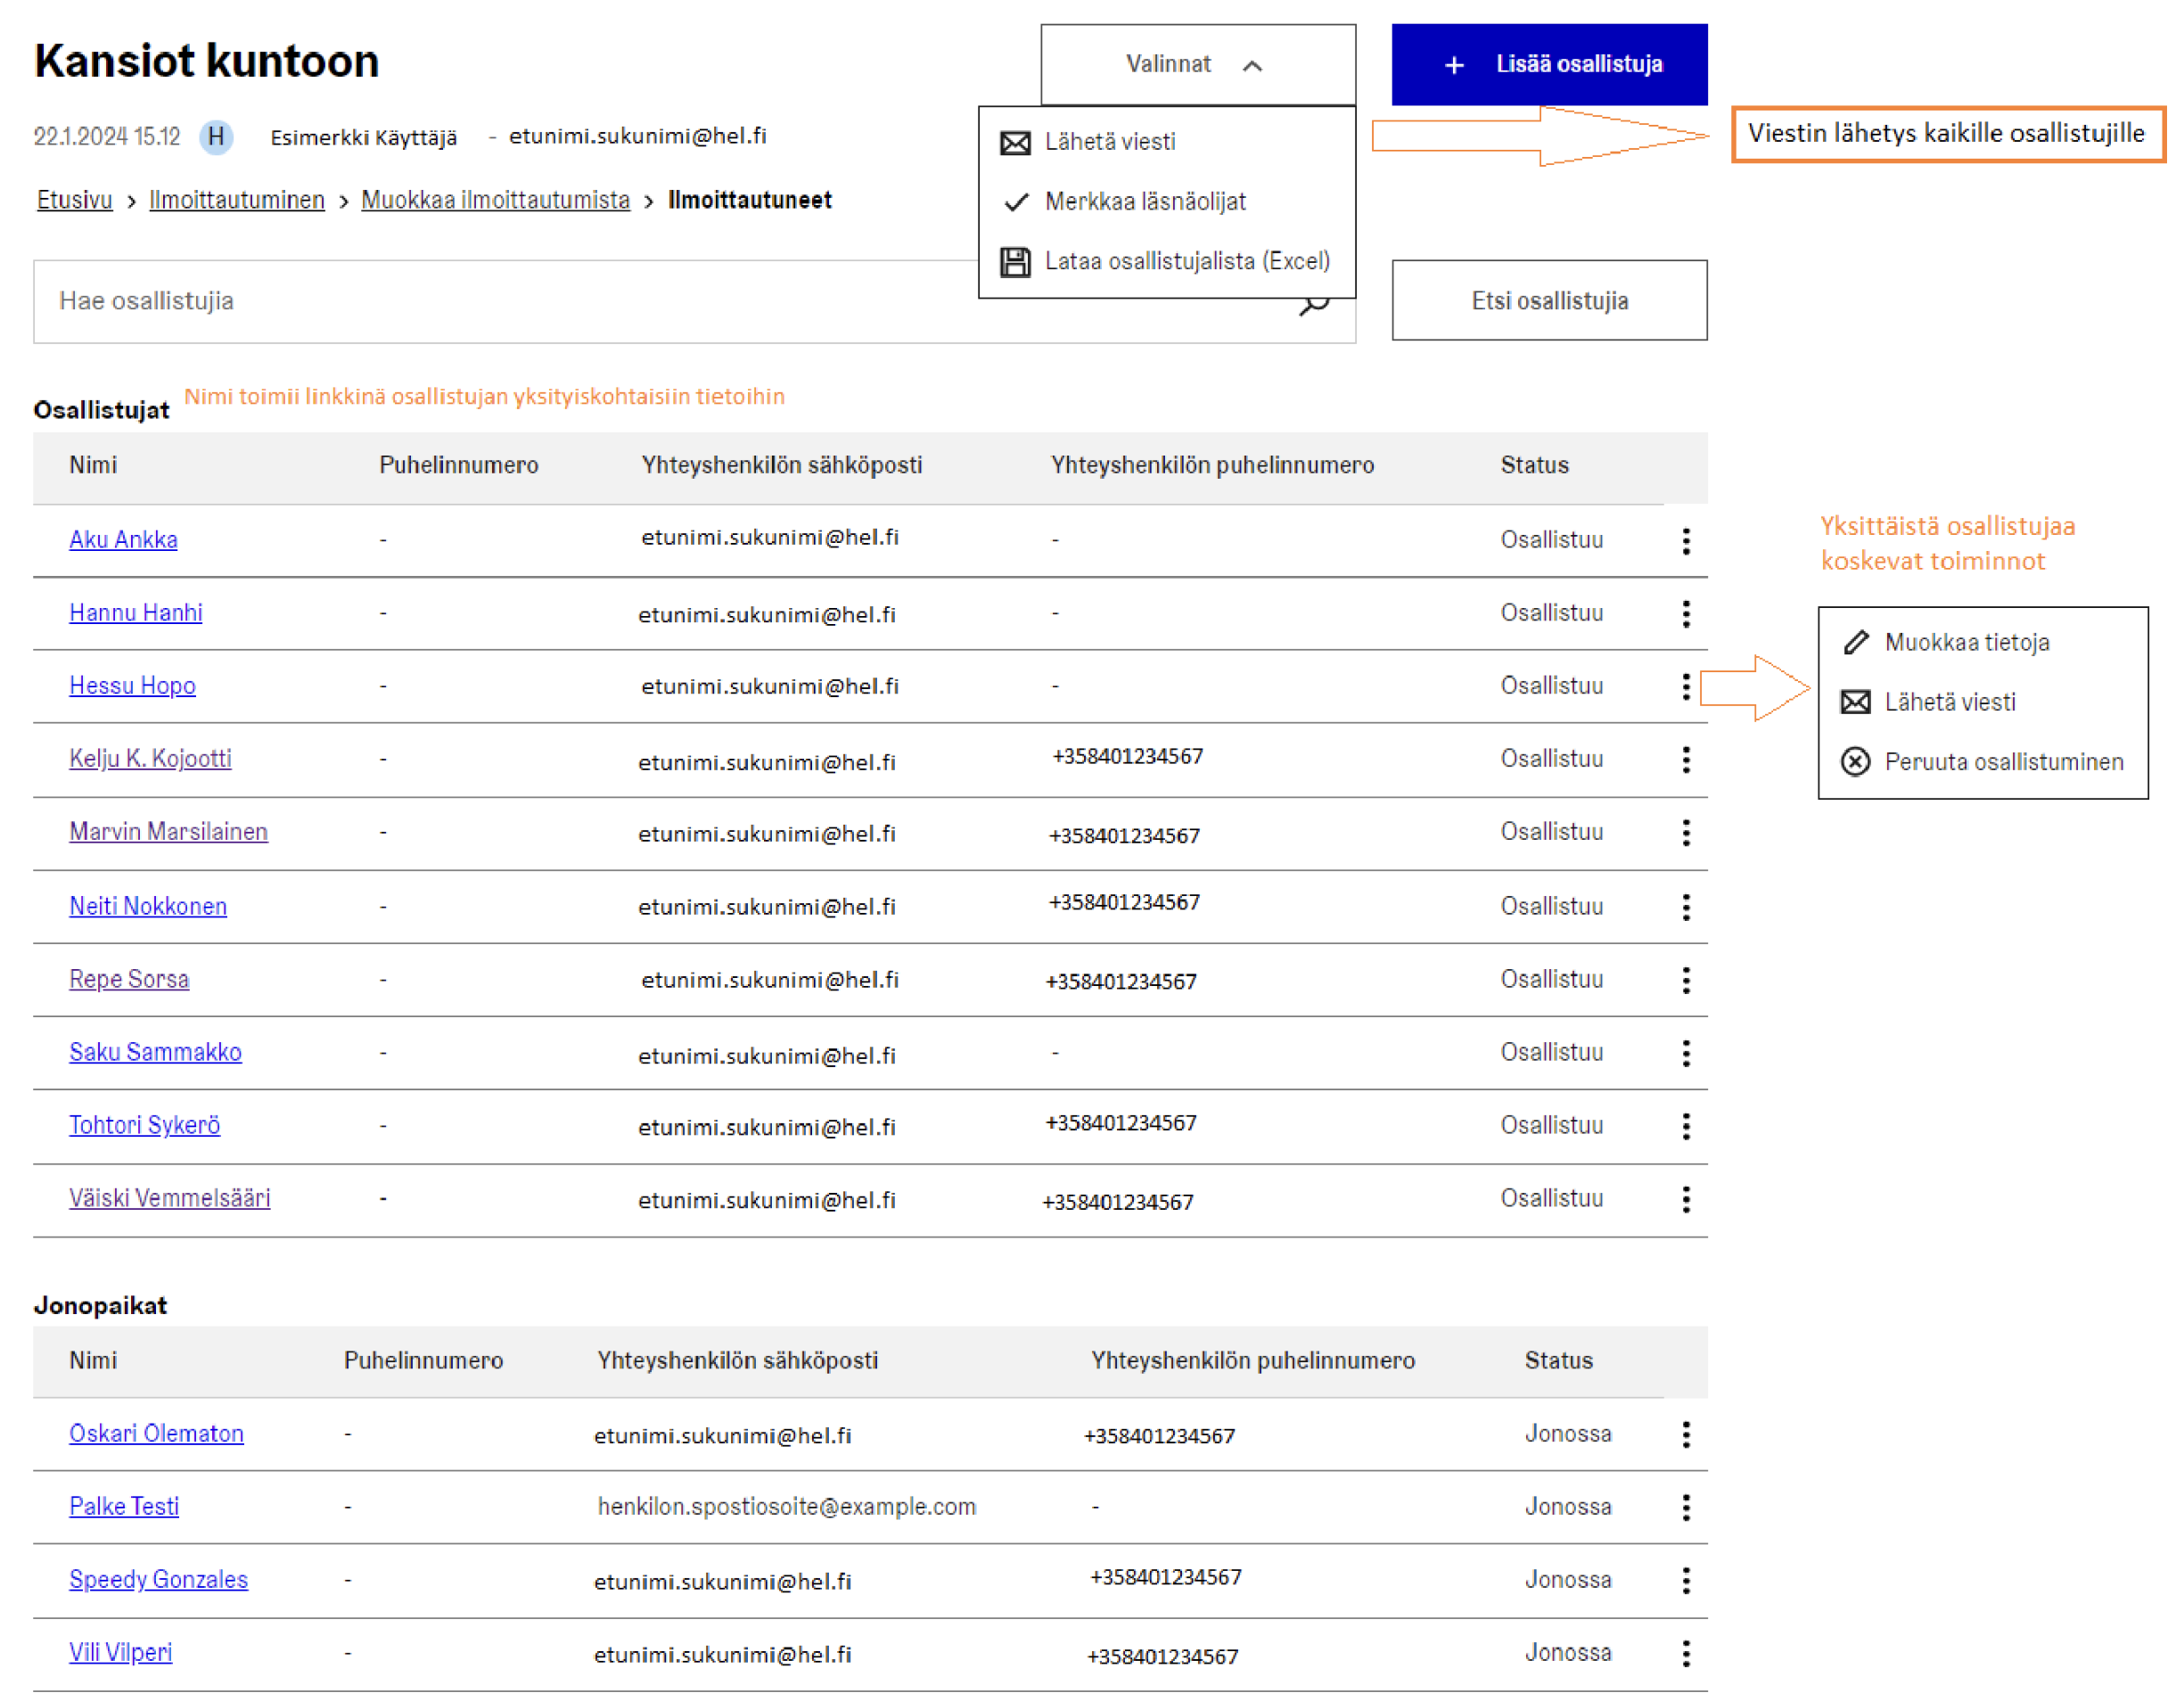 Kansiot kuntoon
Valinnat
+ Lisää osallistuja
22.1.2024 15.12 H Esimerkki Käyttäjä - etunimi.sukunimi@hel.fi
Lähetä viesti
Viestin lähetys kaikille osallistujille
Etusivu > Ilmoittautuminen > Muokkaa ilmoittautumista > Ilmoittautuneet
Merkkaa läsnäolijat
Lataa osallistujalista (Excel)
Hae osallistujia
Etsi osallistujia
Osallistujat Nimi toimii linkkinä osallistujan yksityiskohtaisiin tietoihin
Nimi Puhelinnumero Yhteyshenkilön sähköposti Yhteyshenkilön puhelinnumero Status
Aku Ankka - etunimi.sukunimi@hel.fi - Osallistuu
Hannu Hanhi - etunimi.sukunimi@hel.fi - Osallistuu
Hessu Hopo - etunimi.sukunimi@hel.fi - Osallistuu
Kelju K. Kojootti - etunimi.sukunimi@hel.fi +358401234567 Osallistuu
Marvin Marsilainen - etunimi.sukunimi@hel.fi +358401234567 Osallistuu
Neiti Nokkonen - etunimi.sukunimi@hel.fi +358401234567 Osallistuu
Repe Sorsa - etunimi.sukunimi@hel.fi +358401234567 Osallistuu
Saku Sammakko - etunimi.sukunimi@hel.fi - Osallistuu
Tohtori Sykerö - etunimi.sukunimi@hel.fi +358401234567 Osallistuu
Väiski Vemmelsääri - etunimi.sukunimi@hel.fi +358401234567 Osallistuu
Yksittäistä osallistujaa
koskevat toiminnot
Muokkaa tietoja
Lähetä viesti
Peruuta osallistuminen
Jonopaikat
Nimi Puhelinnumero Yhteyshenkilön sähköposti Yhteyshenkilön puhelinnumero Status
Oskari Olematon - etunimi.sukunimi@hel.fi +358401234567 Jonossa
Palke Testi - henkilon.spostiosoite@example.com - Jonossa
Speedy Gonzales - etunimi.sukunimi@hel.fi +358401234567 Jonossa
Vili Vilperi - etunimi.sukunimi@hel.fi +358401234567 Jonossa